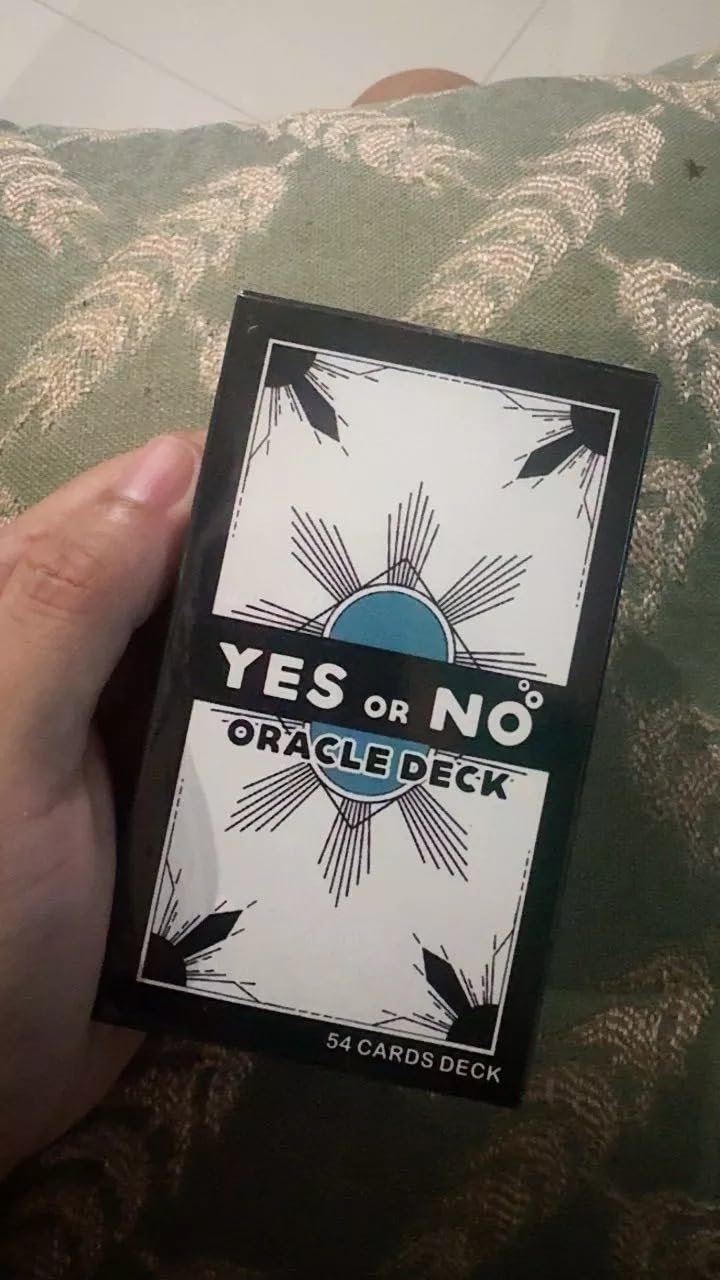 YES OR NO
ORACLE DECK
54 CARDS DECK